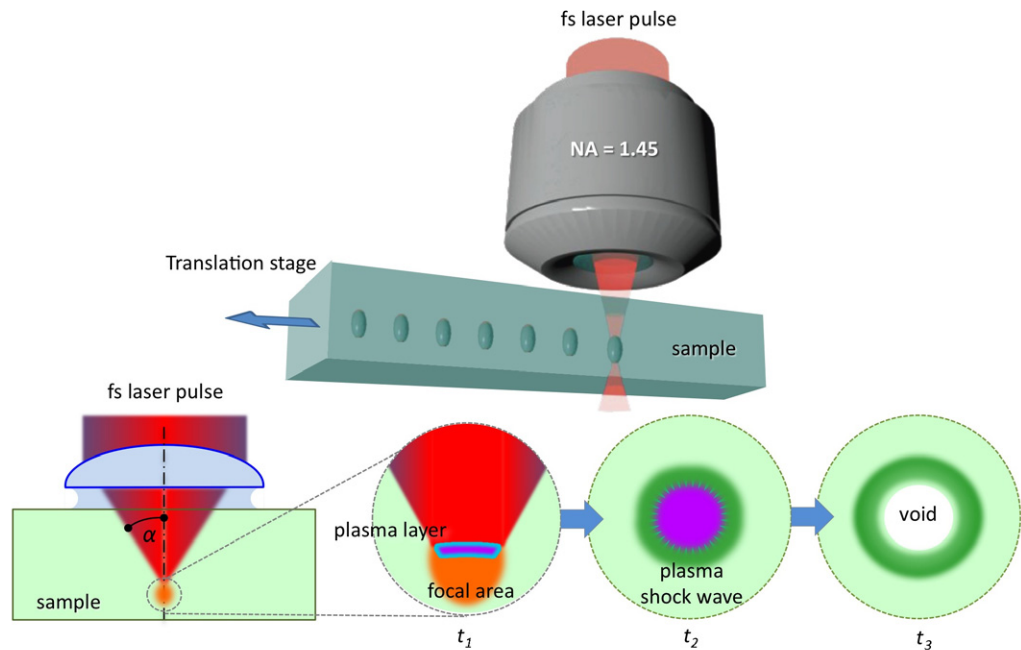 fs laser pulse
NA = 1.45
Translation stage
sample
fs laser pulse
α
sample
plasma layer
focal area
t1
plasma
shock wave
t2
void
t3